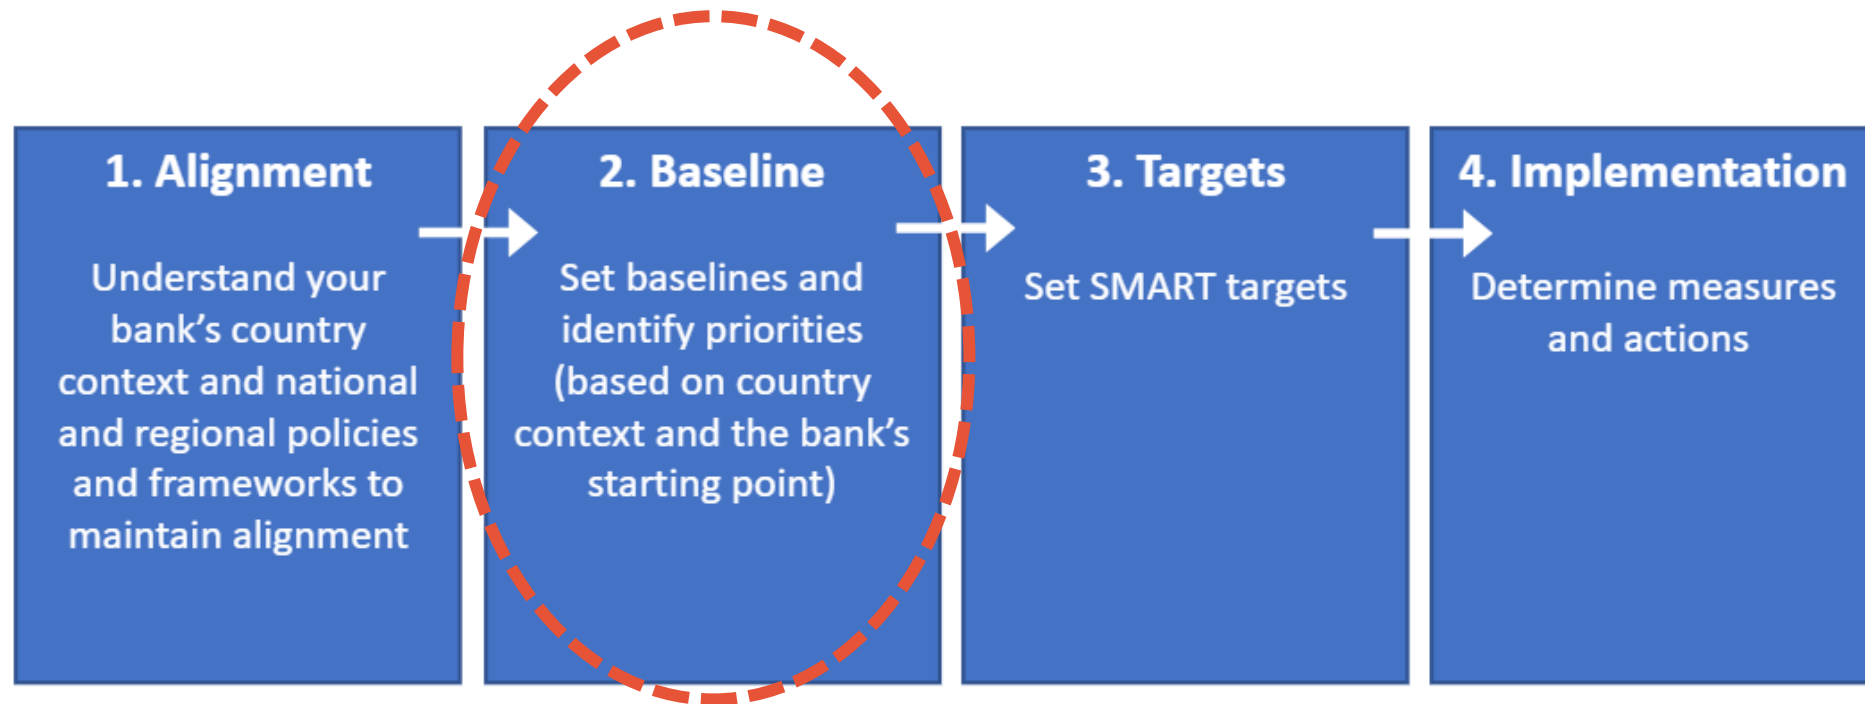 1. Alignment
Understand your
bank’s country
context and national
and regional policies
and frameworks to
maintain alignment
2. Baseline
Set baselines and
identify priorities
(based on country
context and the bank’s
starting point)
3. Targets
Set SMART targets
4. Implementation
Determine measures
and actions